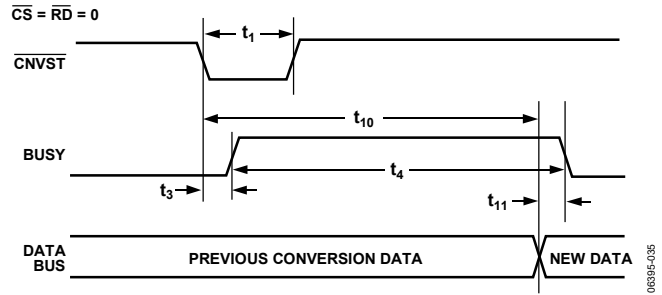 CS = RD = 0
t1
CNVST
t10
BUSY
t4
t3
t11
DATA
BUS
PREVIOUS CONVERSION DATA
NEW DATA
06395-035